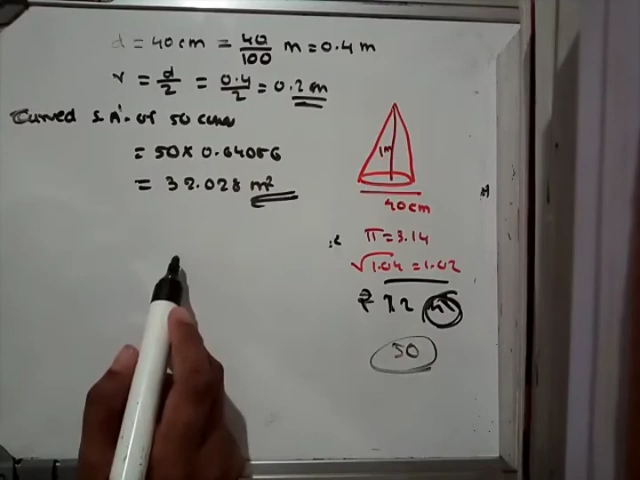 d = 40 cm = 40/100 m = 0.4 m
r = d/2 = 0.4/2 = 0.2 m
Curved S.A. of 50 cones
= 50 × 0.64056
= 32.028 m²
1m
40cm
π = 3.14
√1.04 = 1.02
₹ 12
50